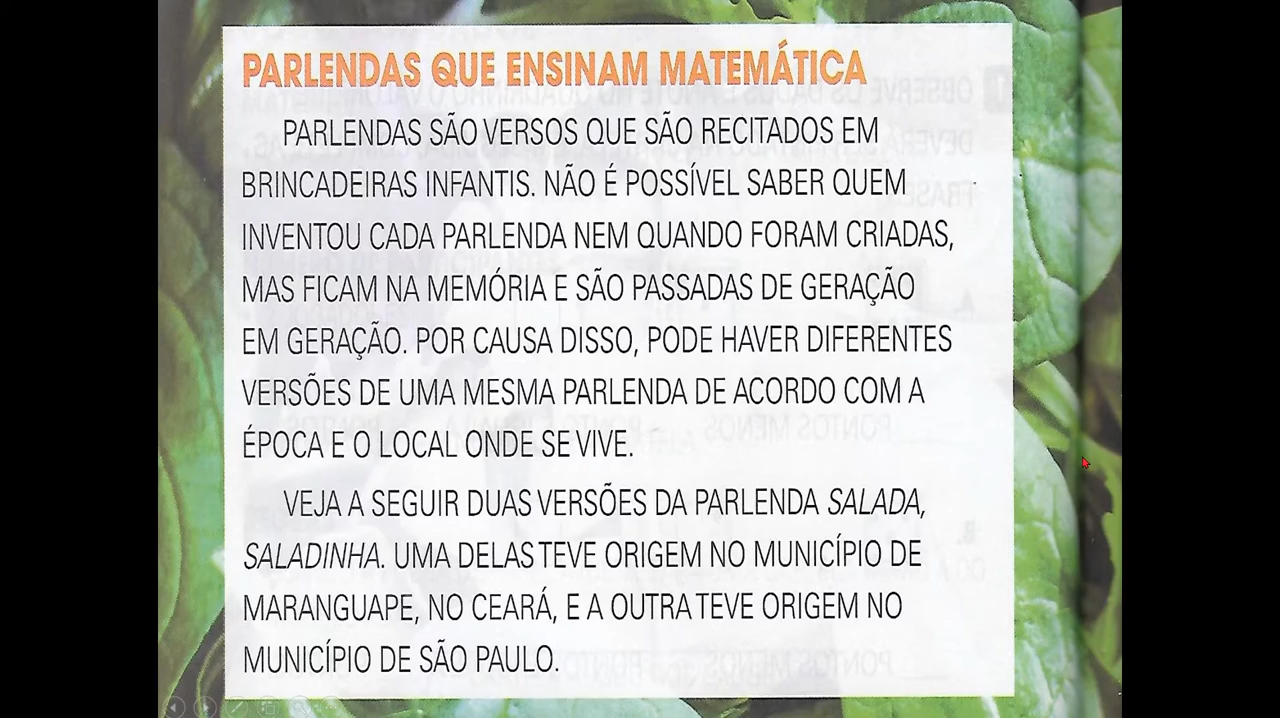 PARLENDAS QUE ENSINAM MATEMÁTICA
PARLENDAS SÃO VERSOS QUE SÃO RECITADOS EM
BRINCADEIRAS INFANTIS. NÃO É POSSÍVEL SABER QUEM
INVENTOU CADA PARLENDA NEM QUANDO FORAM CRIADAS,
MAS FICAM NA MEMÓRIA E SÃO PASSADAS DE GERAÇÃO
EM GERAÇÃO. POR CAUSA DISSO, PODE HAVER DIFERENTES
VERSÕES DE UMA MESMA PARLENDA DE ACORDO COM A
ÉPOCA E O LOCAL ONDE SE VIVE.
VEJA A SEGUIR DUAS VERSÕES DA PARLENDA SALADA,
SALADINHA. UMA DELAS TEVE ORIGEM NO MUNICÍPIO DE
MARANGUAPE, NO CEARÁ, E A OUTRA TEVE ORIGEM NO
MUNICÍPIO DE SÃO PAULO.